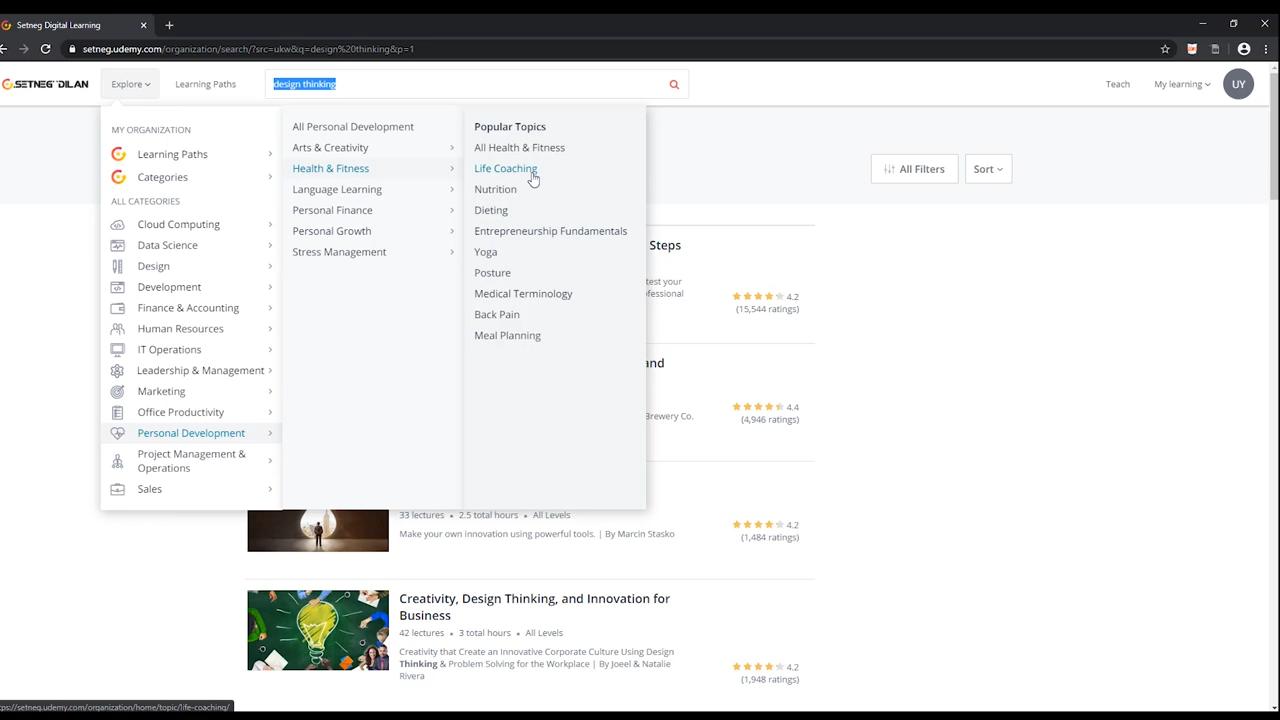 Setneg Digital Learning
setneg.udemy.com/organization/search/?src=ukw&q=design%20thinking&p=1
SETNEG DILAN
Explore
Learning Paths
design thinking
Teach
My learning
UY
MY ORGANIZATION
Learning Paths
Categories
ALL CATEGORIES
Cloud Computing
Data Science
Design
Development
Finance & Accounting
Human Resources
IT Operations
Leadership & Management
Marketing
Office Productivity
Personal Development
Project Management &
Operations
Sales
All Personal Development
Arts & Creativity
Health & Fitness
Language Learning
Personal Finance
Personal Growth
Stress Management
Popular Topics
All Health & Fitness
Life Coaching
Nutrition
Dieting
Entrepreneurship Fundamentals
Yoga
Posture
Medical Terminology
Back Pain
Meal Planning
All Filters
Sort
Steps
test your
ofessional
4.2
(15,544 ratings)
and
Brewery Co.
4.4
(4,946 ratings)
33 lectures • 2.5 total hours • All Levels
Make your own innovation using powerful tools. | By Marcin Stasko
4.2
(1,484 ratings)
Creativity, Design Thinking, and Innovation for
Business
42 lectures • 3 total hours • All Levels
Creativity that Create an Innovative Corporate Culture Using Design
Thinking & Problem Solving for the Workplace | By Joeel & Natalie
Rivera
4.2
(1,948 ratings)
ps://setneg.udemy.com/organization/home/topic/life-coaching/